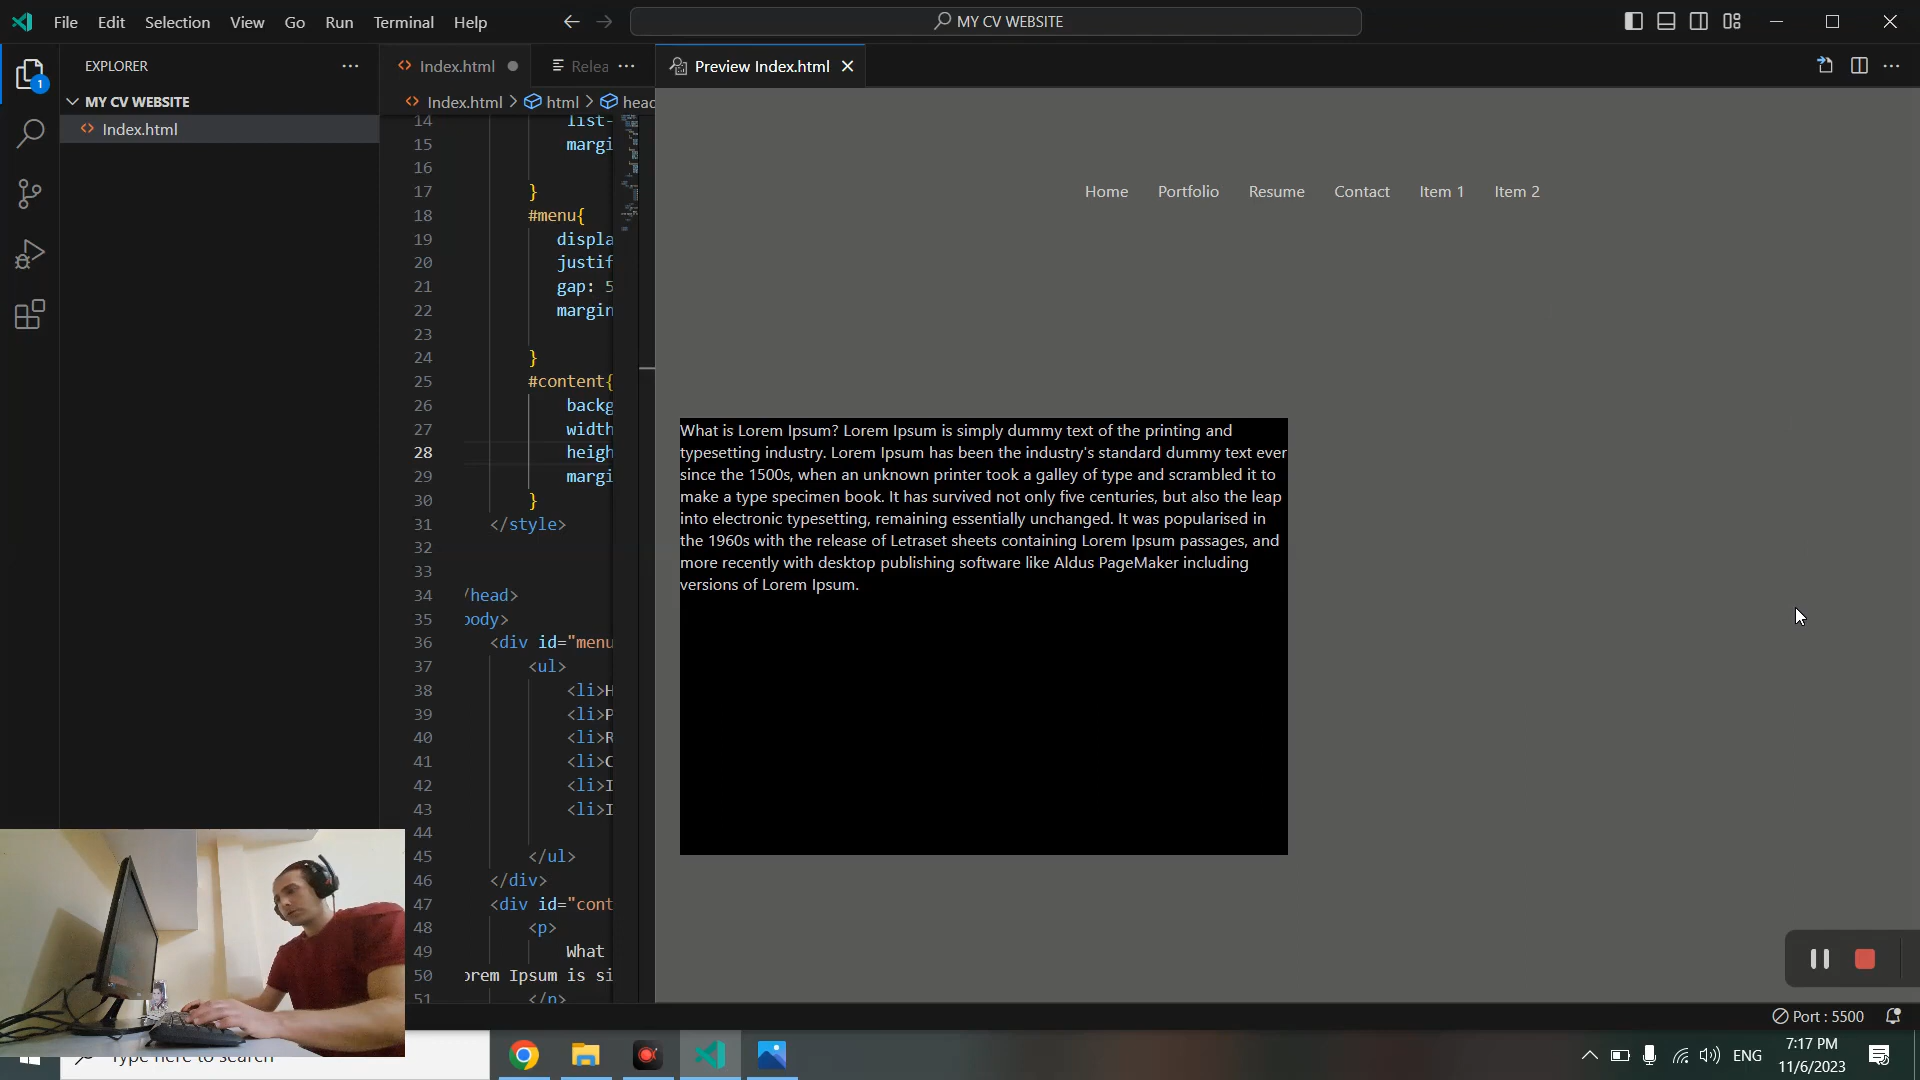 File Edit Selection View Go Run Terminal Help
MY CV WEBSITE
EXPLORER
MY CV WEBSITE
Index.html
1
Index.html
Relea
Preview Index.html
Index.html > html > head
14 list-
15 margi
16
17 }
18 #menu{
19 displa
20 justif
21 gap: 5
22 margin
23
24 }
25 #content{
26 backg
27 width
28 heigh
29 margi
30 }
31 </style>
32
33
34 /head>
35 body>
36 <div id="menu
37 <ul>
38 <li>H
39 <li>P
40 <li>R
41 <li>C
42 <li>I
43 <li>I
44
45 </ul>
46 </div>
47 <div id="cont
48 <p>
49 What
50 orem Ipsum is si
51 </p>
Home Portfolio Resume Contact Item 1 Item 2
What is Lorem Ipsum? Lorem Ipsum is simply dummy text of the printing and
typesetting industry. Lorem Ipsum has been the industry's standard dummy text ever
since the 1500s, when an unknown printer took a galley of type and scrambled it to
make a type specimen book. It has survived not only five centuries, but also the leap
into electronic typesetting, remaining essentially unchanged. It was popularised in
the 1960s with the release of Letraset sheets containing Lorem Ipsum passages, and
more recently with desktop publishing software like Aldus PageMaker including
versions of Lorem Ipsum.
Port : 5500
Type here to search
ENG
7:17 PM
11/6/2023